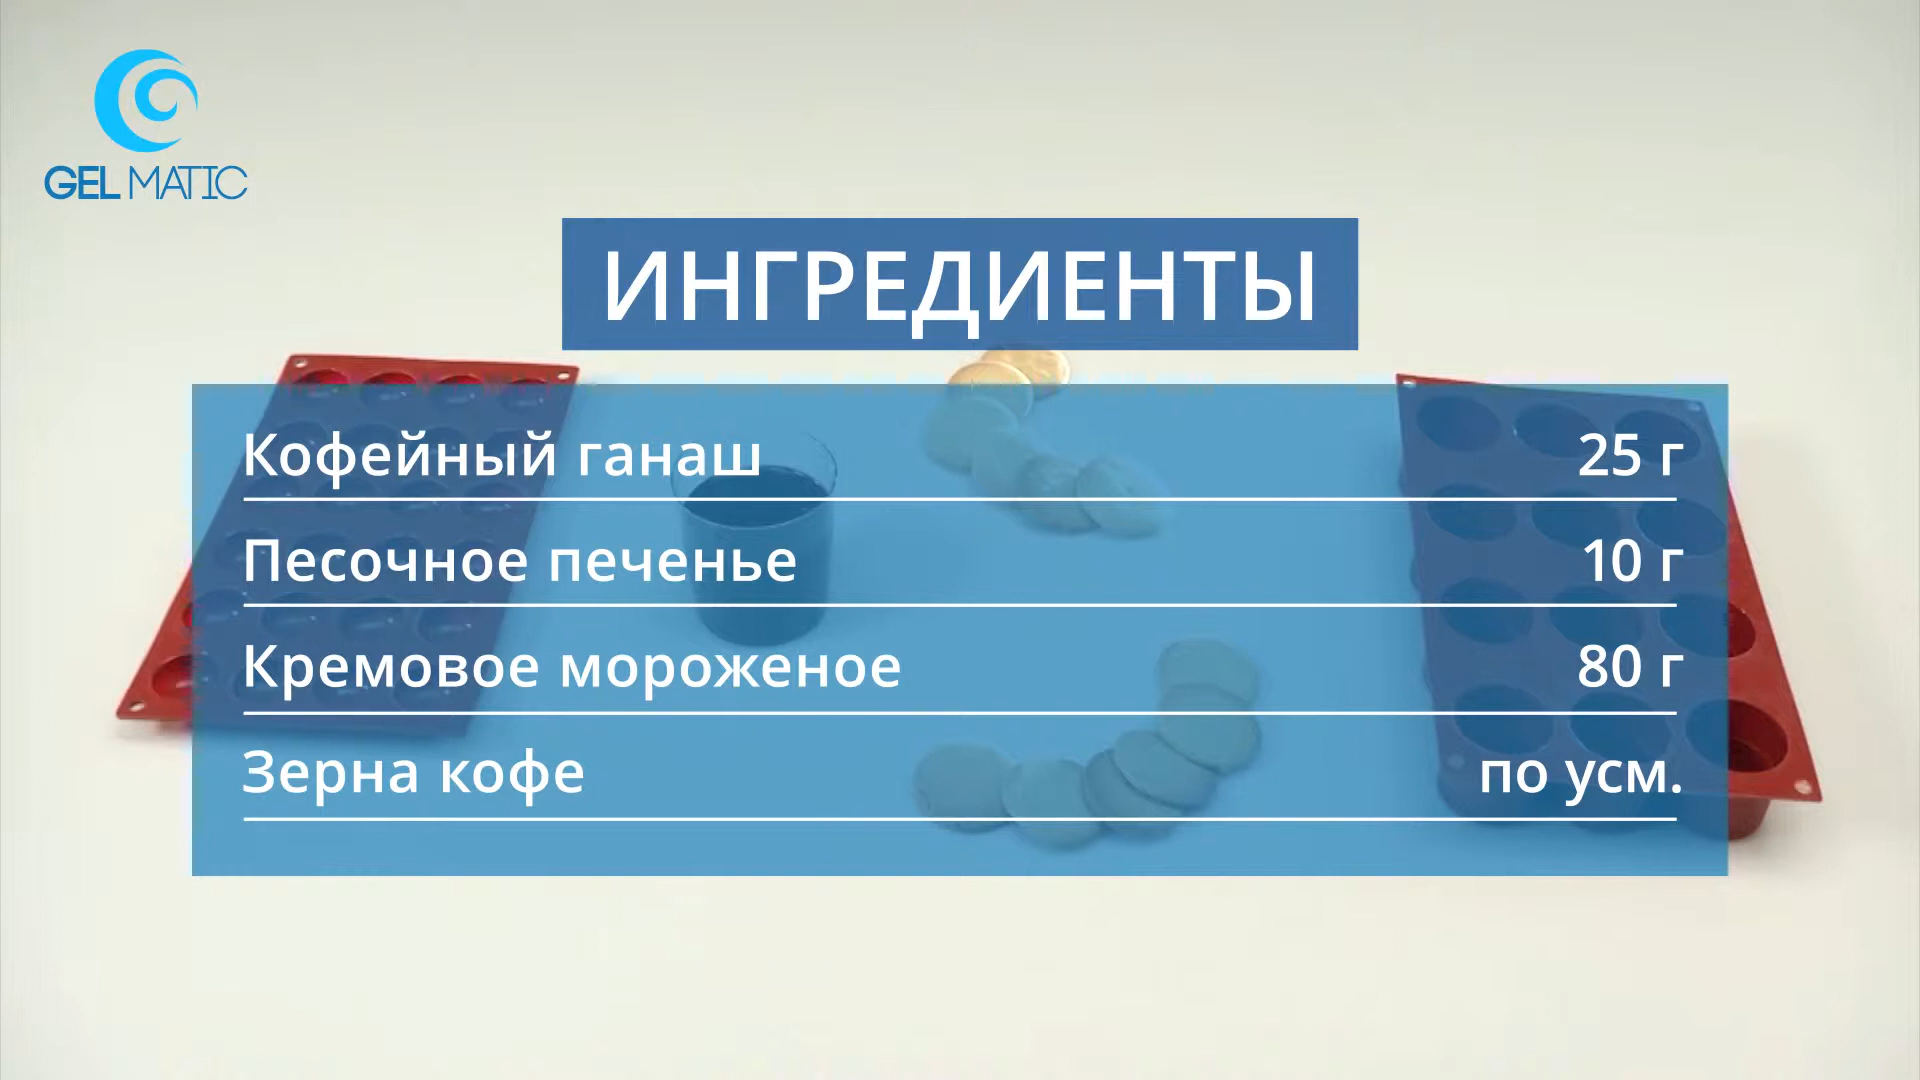 GEL MATIC
ИНГРЕДИЕНТЫ
Кофейный ганаш 25 г
Песочное печенье 10 г
Кремовое мороженое 80 г
Зерна кофе по усм.